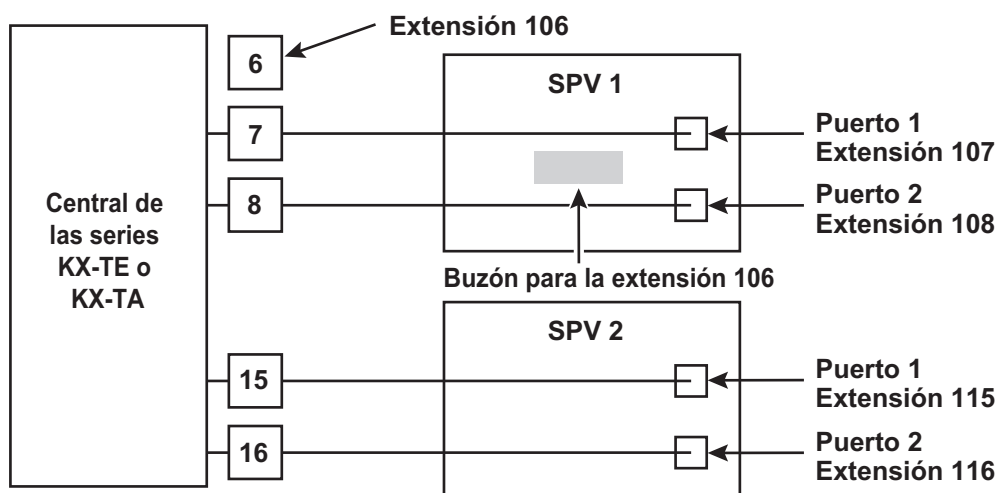 Extensión 106
6
SPV 1
7
Puerto 1
Extensión 107
8
Puerto 2
Extensión 108
Central de
las series
KX-TE o
KX-TA
Buzón para la extensión 106
SPV 2
15
Puerto 1
Extensión 115
16
Puerto 2
Extensión 116